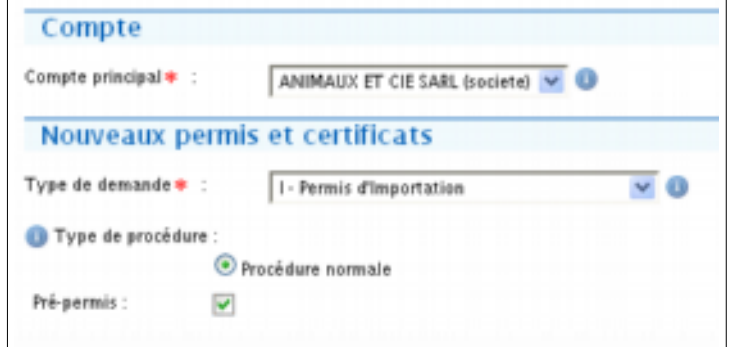 Compte
Compte principal* : ANIMAUX ET CIE SARL (societe)
Nouveaux permis et certificats
Type de demande* : I - Permis d'Importation
Type de procédure :
Procédure normale
Pré-permis :